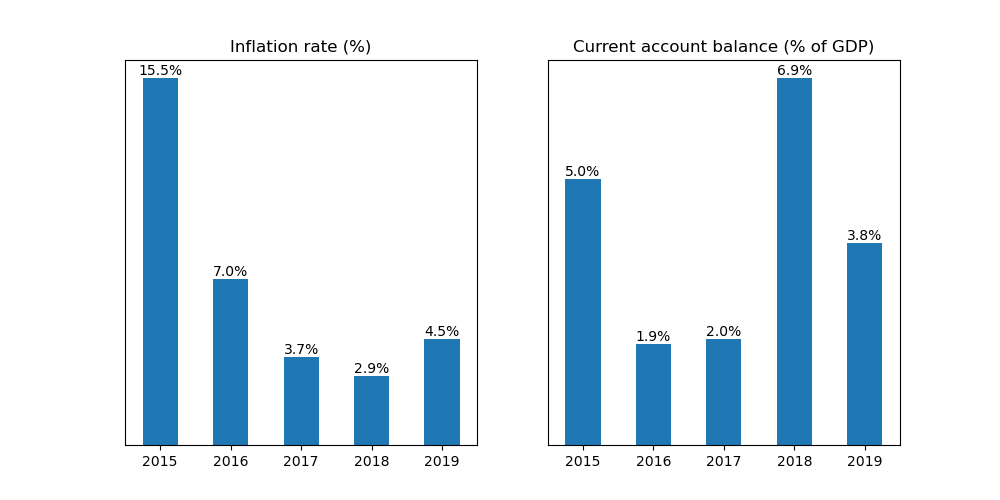 Inflation rate (%)
15.5%
7.0%
3.7%
2.9%
4.5%
2015 2016 2017 2018 2019
Current account balance (% of GDP)
5.0%
1.9%
2.0%
6.9%
3.8%
2015 2016 2017 2018 2019